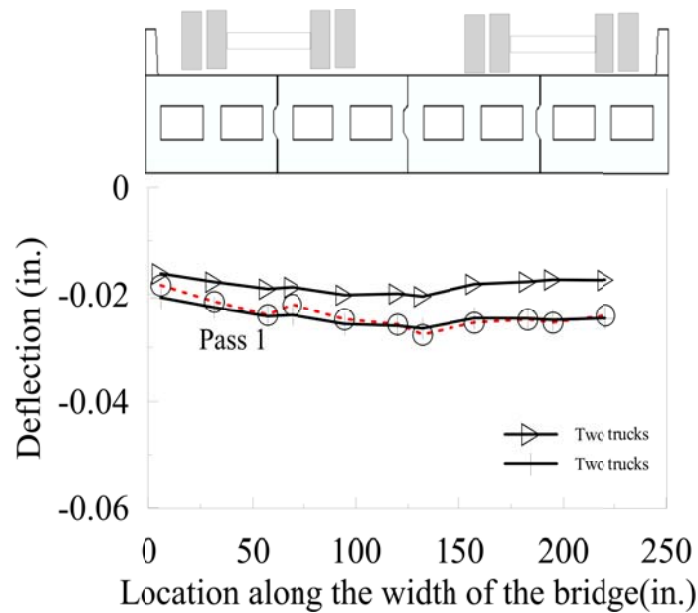 0
-0.02
-0.04
-0.06
Deflection (in.)
Pass 1
Two trucks
Two trucks
0 50 100 150 200 250
Location along the width of the bridge(in.)